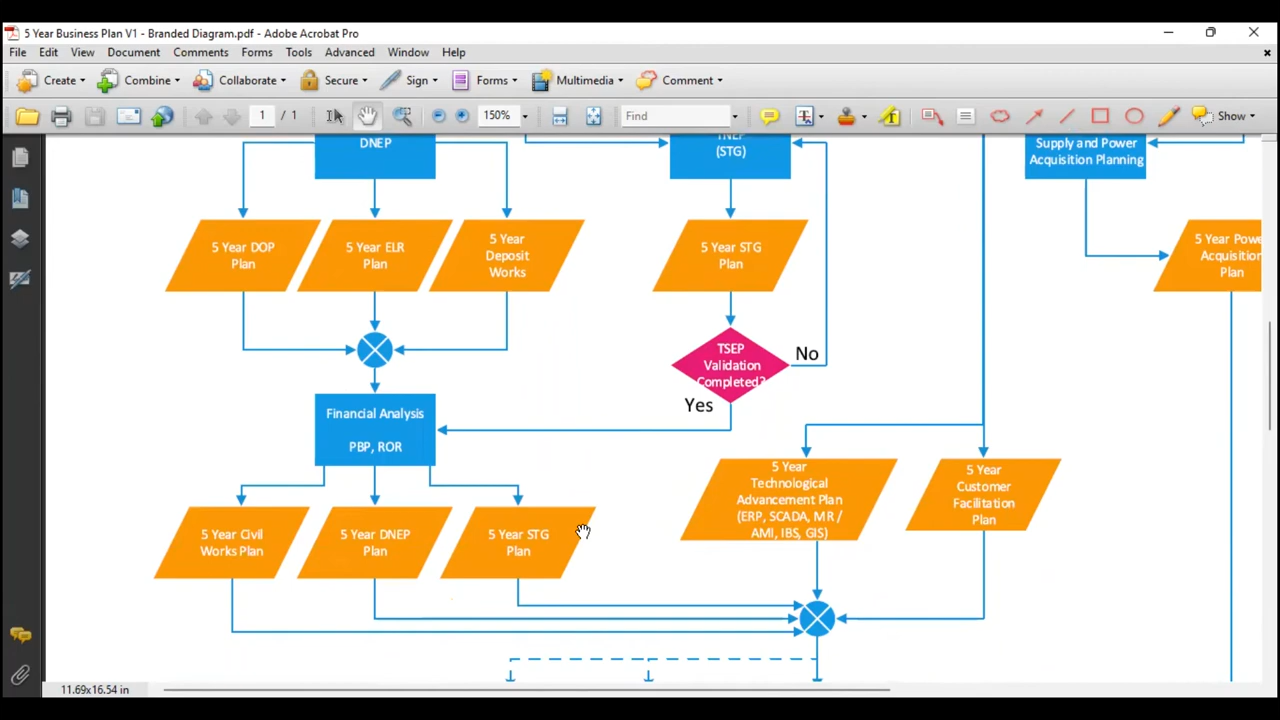 5 Year Business Plan V1 - Branded Diagram.pdf - Adobe Acrobat Pro
File Edit View Document Comments Forms Tools Advanced Window Help
Create Combine Collaborate Secure Sign Forms Multimedia Comment
1 / 1 150% Find Show
DNEP
(STG)
Supply and Power
Acquisition Planning
5 Year DOP
Plan
5 Year ELR
Plan
5 Year
Deposit
Works
5 Year STG
Plan
5 Year
Acquisition
Plan
TSEP
Validation
Completed?
No
Yes
Financial Analysis
PBP, ROR
5 Year
Technological
Advancement Plan
(ERP, SCADA, MR /
AMI, IBS, GIS)
5 Year
Customer
Facilitation
Plan
5 Year Civil
Works Plan
5 Year DNEP
Plan
5 Year STG
Plan
11.69x16.54 in